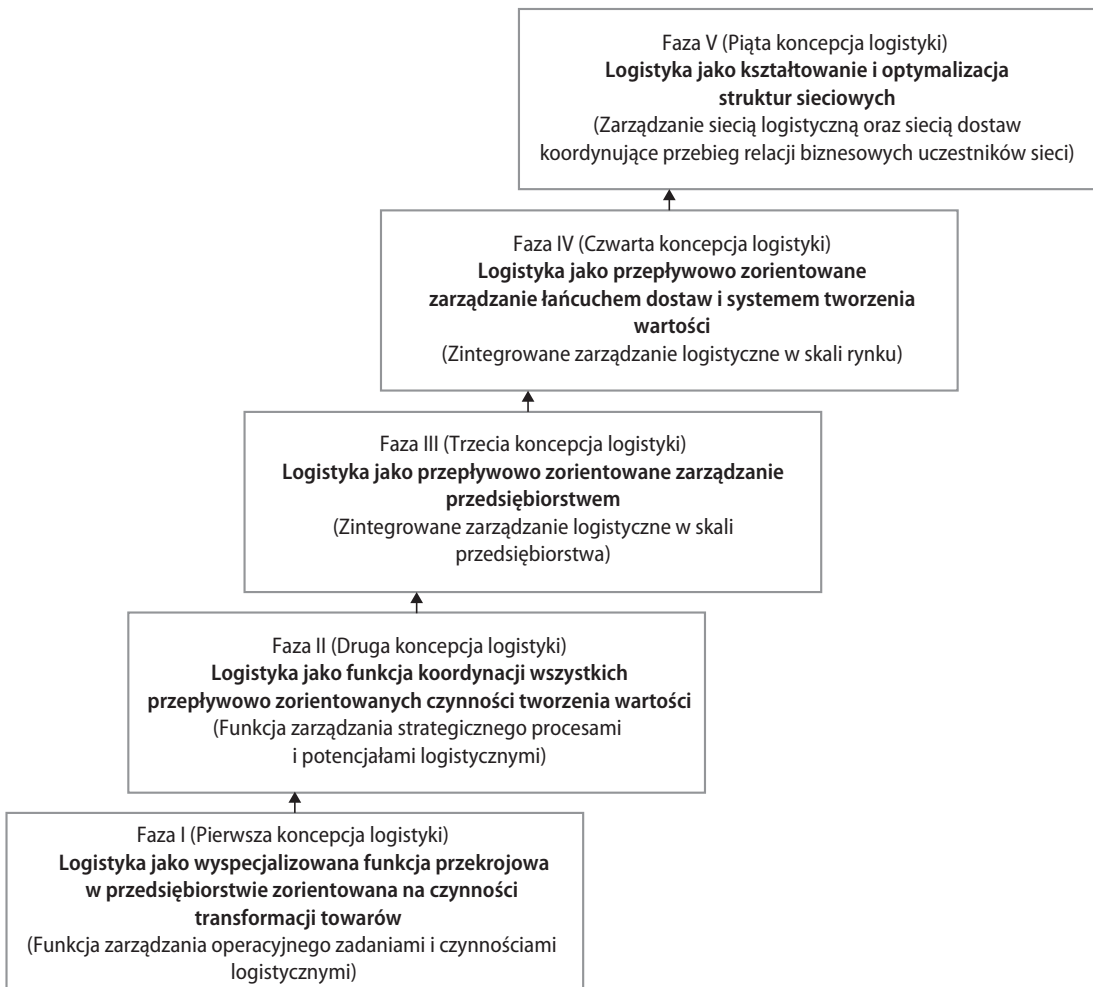 Faza V (Piąta koncepcja logistyki)
Logistyka jako kształtowanie i optymalizacja
struktur sieciowych
(Zarządzanie siecią logistyczną oraz siecią dostaw
koordynujące przebieg relacji biznesowych uczestników sieci)
Faza IV (Czwarta koncepcja logistyki)
Logistyka jako przepływowo zorientowane
zarządzanie łańcuchem dostaw i systemem tworzenia
wartości
(Zintegrowane zarządzanie logistyczne w skali rynku)
Faza III (Trzecia koncepcja logistyki)
Logistyka jako przepływowo zorientowane zarządzanie
przedsiębiorstwem
(Zintegrowane zarządzanie logistyczne w skali
przedsiębiorstwa)
Faza II (Druga koncepcja logistyki)
Logistyka jako funkcja koordynacji wszystkich
przepływowo zorientowanych czynności tworzenia wartości
(Funkcja zarządzania strategicznego procesami
i potencjałami logistycznymi)
Faza I (Pierwsza koncepcja logistyki)
Logistyka jako wyspecjalizowana funkcja przekrojowa
w przedsiębiorstwie zorientowana na czynności
transformacji towarów
(Funkcja zarządzania operacyjnego zadaniami i czynnościami
logistycznymi)